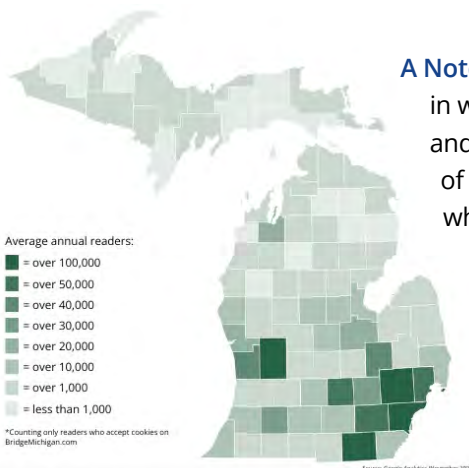 A Not
in w
and
of
wh
Average annual readers:
= over 100,000
= over 50,000
= over 40,000
= over 30,000
= over 20,000
= over 10,000
= over 1,000
= less than 1,000
*Counting only readers who accept cookies on
BridgeMichigan.com